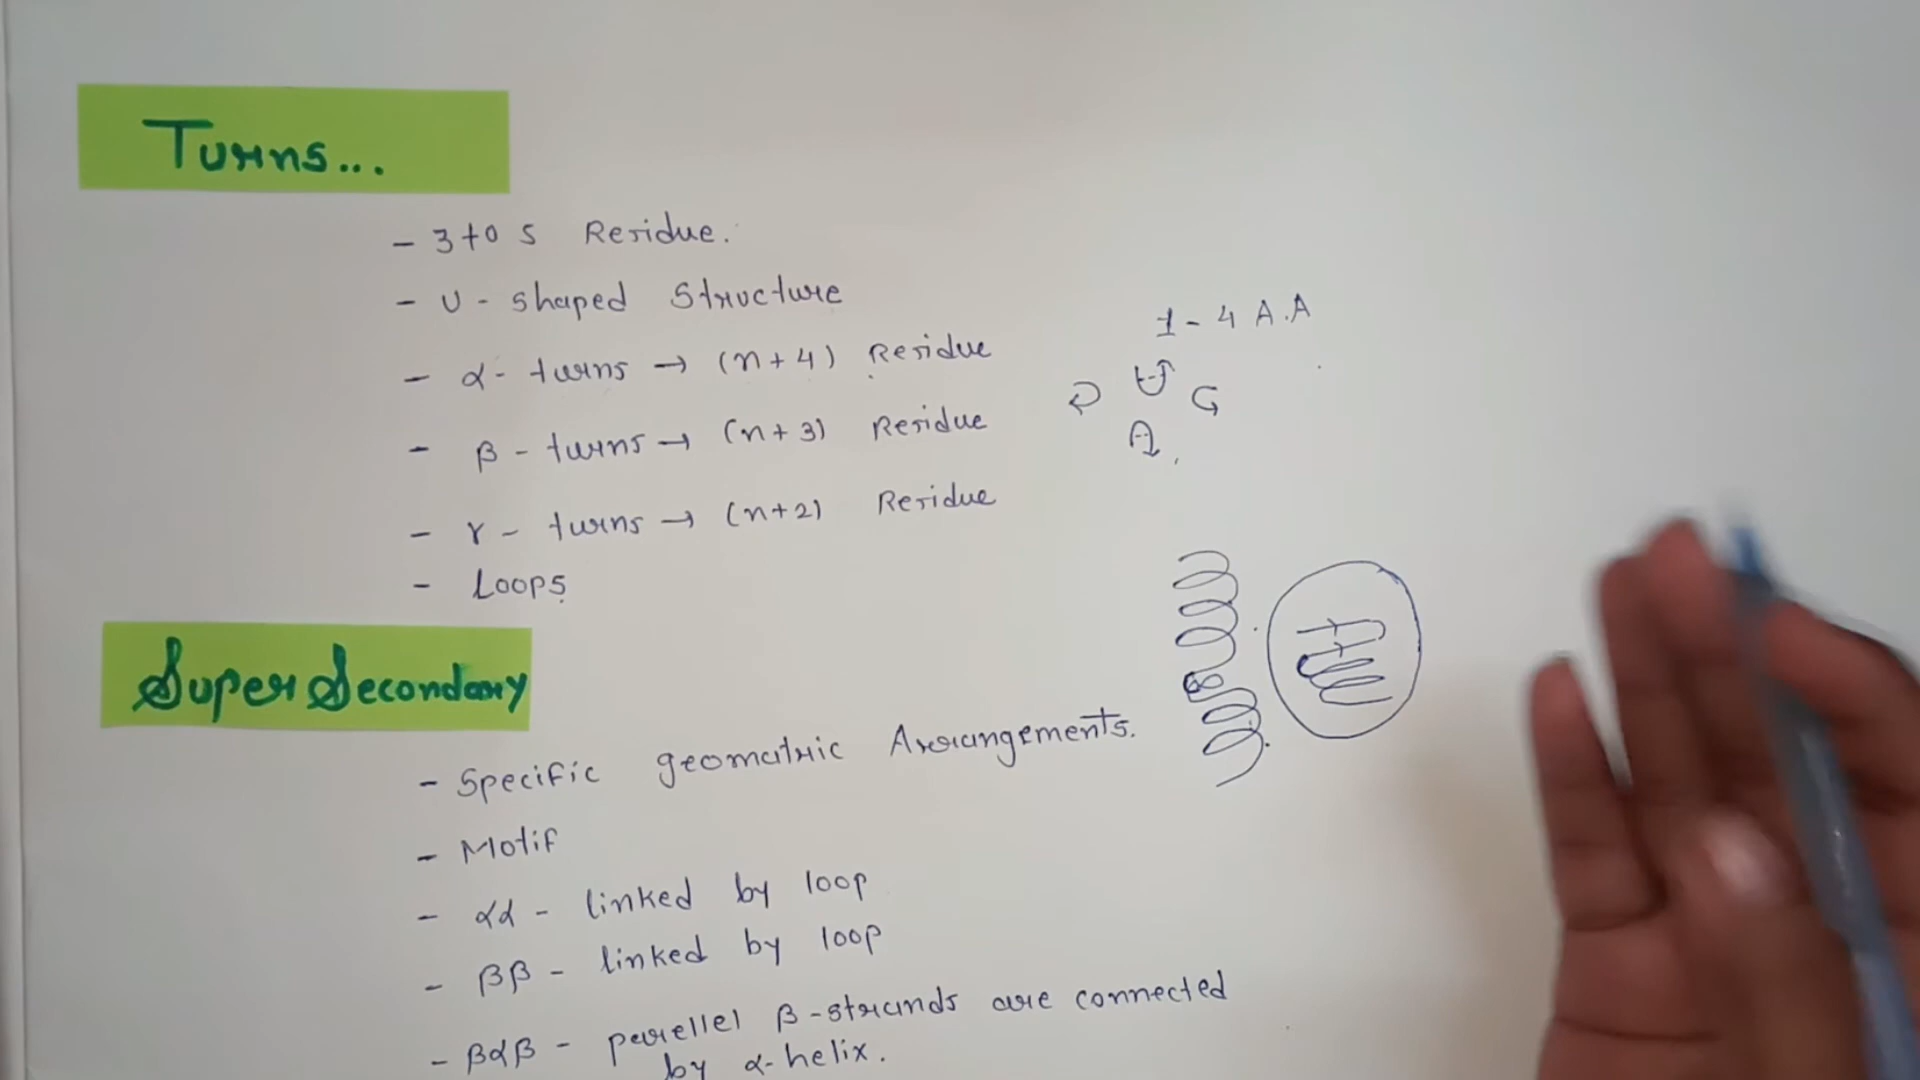 Turns...
- 3 to 5 Residue.
- U - shaped Structure
1 - 4 A.A
- α - turns → (n+4) Residue
- β - turns → (n+3) Residue
- γ - turns → (n+2) Residue
- Loops
Super Secondary
- Specific geomatric Arrangements.
- Motif
- αα - linked by loop
- ββ - linked by loop
- βαβ - parellel β-strands are connected
by α-helix.